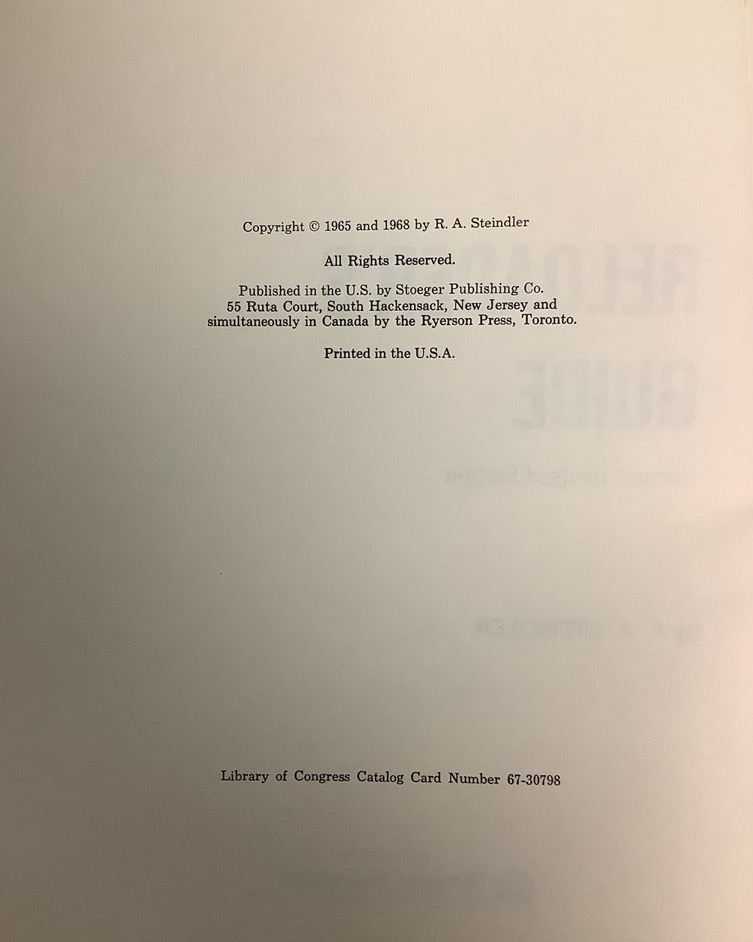 Copyright © 1965 and 1968 by R. A. Steindler
All Rights Reserved.
Published in the U.S. by Stoeger Publishing Co.
55 Ruta Court, South Hackensack, New Jersey and
simultaneously in Canada by the Ryerson Press, Toronto.
Printed in the U.S.A.
GUIDE
Library of Congress Catalog Card Number 67-30798